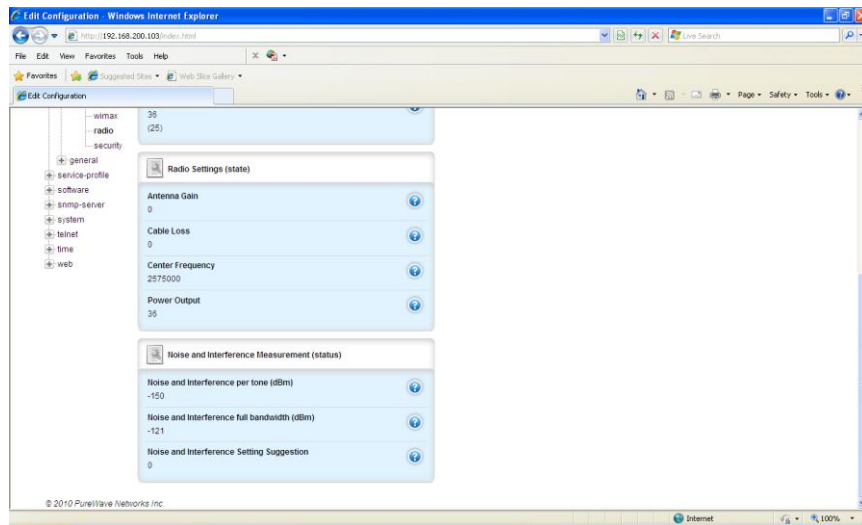 Edit Configuration - Windows Internet Explorer
http://192.168.200.103/index.html
Live Search
File Edit View Favorites Tools Help
Favorites Suggested Sites Web Slice Gallery
Edit Configuration
Page Safety Tools
wimax
radio
security
general
service-profile
software
snmp-server
system
telnet
time
web
36
(25)
Radio Settings (state)
Antenna Gain
0
Cable Loss
0
Center Frequency
2575000
Power Output
36
Noise and Interference Measurement (status)
Noise and Interference per tone (dBm)
-150
Noise and Interference full bandwidth (dBm)
-121
Noise and Interference Setting Suggestion
0
© 2010 PureWave Networks Inc.
Internet 100%